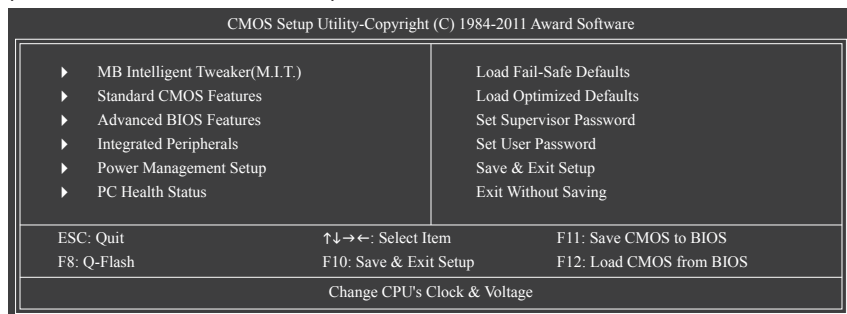 CMOS Setup Utility-Copyright (C) 1984-2011 Award Software
MB Intelligent Tweaker(M.I.T.)
Standard CMOS Features
Advanced BIOS Features
Integrated Peripherals
Power Management Setup
PC Health Status
Load Fail-Safe Defaults
Load Optimized Defaults
Set Supervisor Password
Set User Password
Save & Exit Setup
Exit Without Saving
ESC: Quit ↑↓→←: Select Item F11: Save CMOS to BIOS
F8: Q-Flash F10: Save & Exit Setup F12: Load CMOS from BIOS
Change CPU's Clock & Voltage